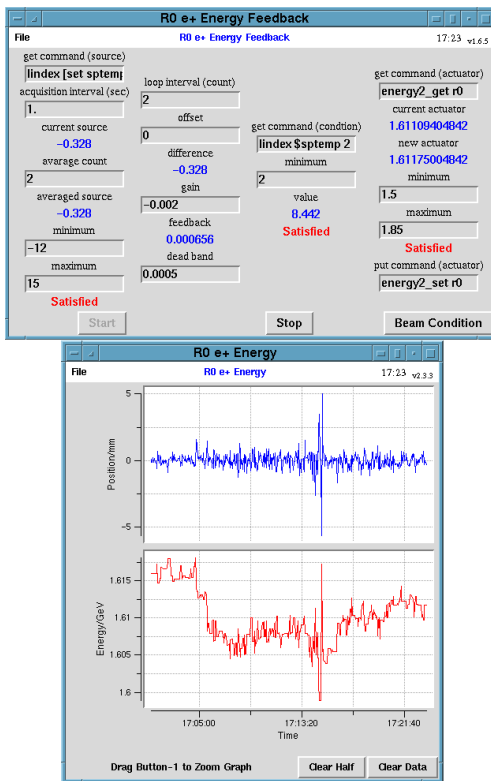 R0 e+ Energy Feedback
File R0 e+ Energy Feedback 17:23 v1.6.5
get command (source)
lindex [set sptemp
acquisition interval (sec)
1.
current source
-0.328
avarage count
2
averaged source
-0.328
minimum
-12
maximum
15
Satisfied
loop interval (count)
2
offset
0
difference
-0.328
gain
-0.002
feedback
0.000656
dead band
0.0005
get command (condtion)
lindex $sptemp 2
minimum
2
value
8.442
Satisfied
get command (actuator)
energy2_get r0
current actuator
1.61109404842
new actuator
1.61175004842
minimum
1.5
maximum
1.85
Satisfied
put command (actuator)
energy2_set r0
Start Stop Beam Condition
R0 e+ Energy
File R0 e+ Energy 17:23 v2.3.3
5
0
-5
Position/mm
1.615
1.61
1.605
1.6
Energy/GeV
17:05:00 17:13:20 17:21:40
Time
Drag Button-1 to Zoom Graph Clear Half Clear Data